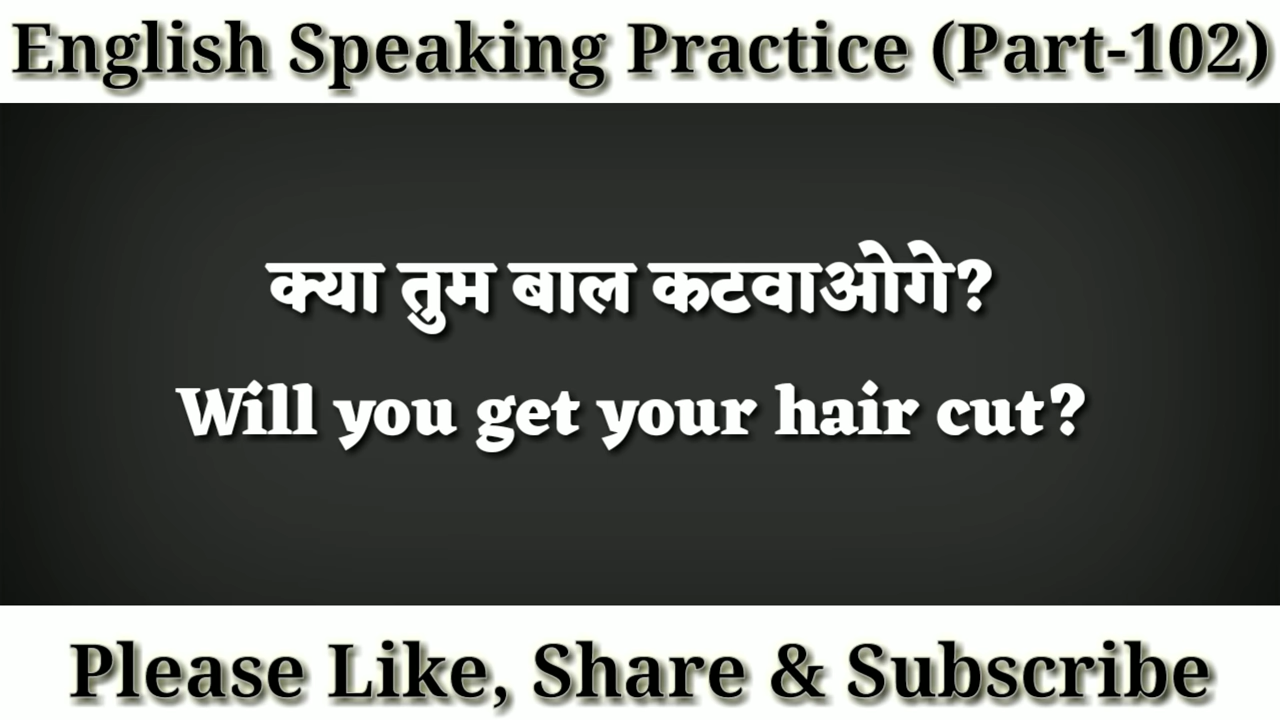 English Speaking Practice (Part-102)
क्या तुम बाल कटवाओगे?
Will you get your hair cut?
Please Like, Share & Subscribe